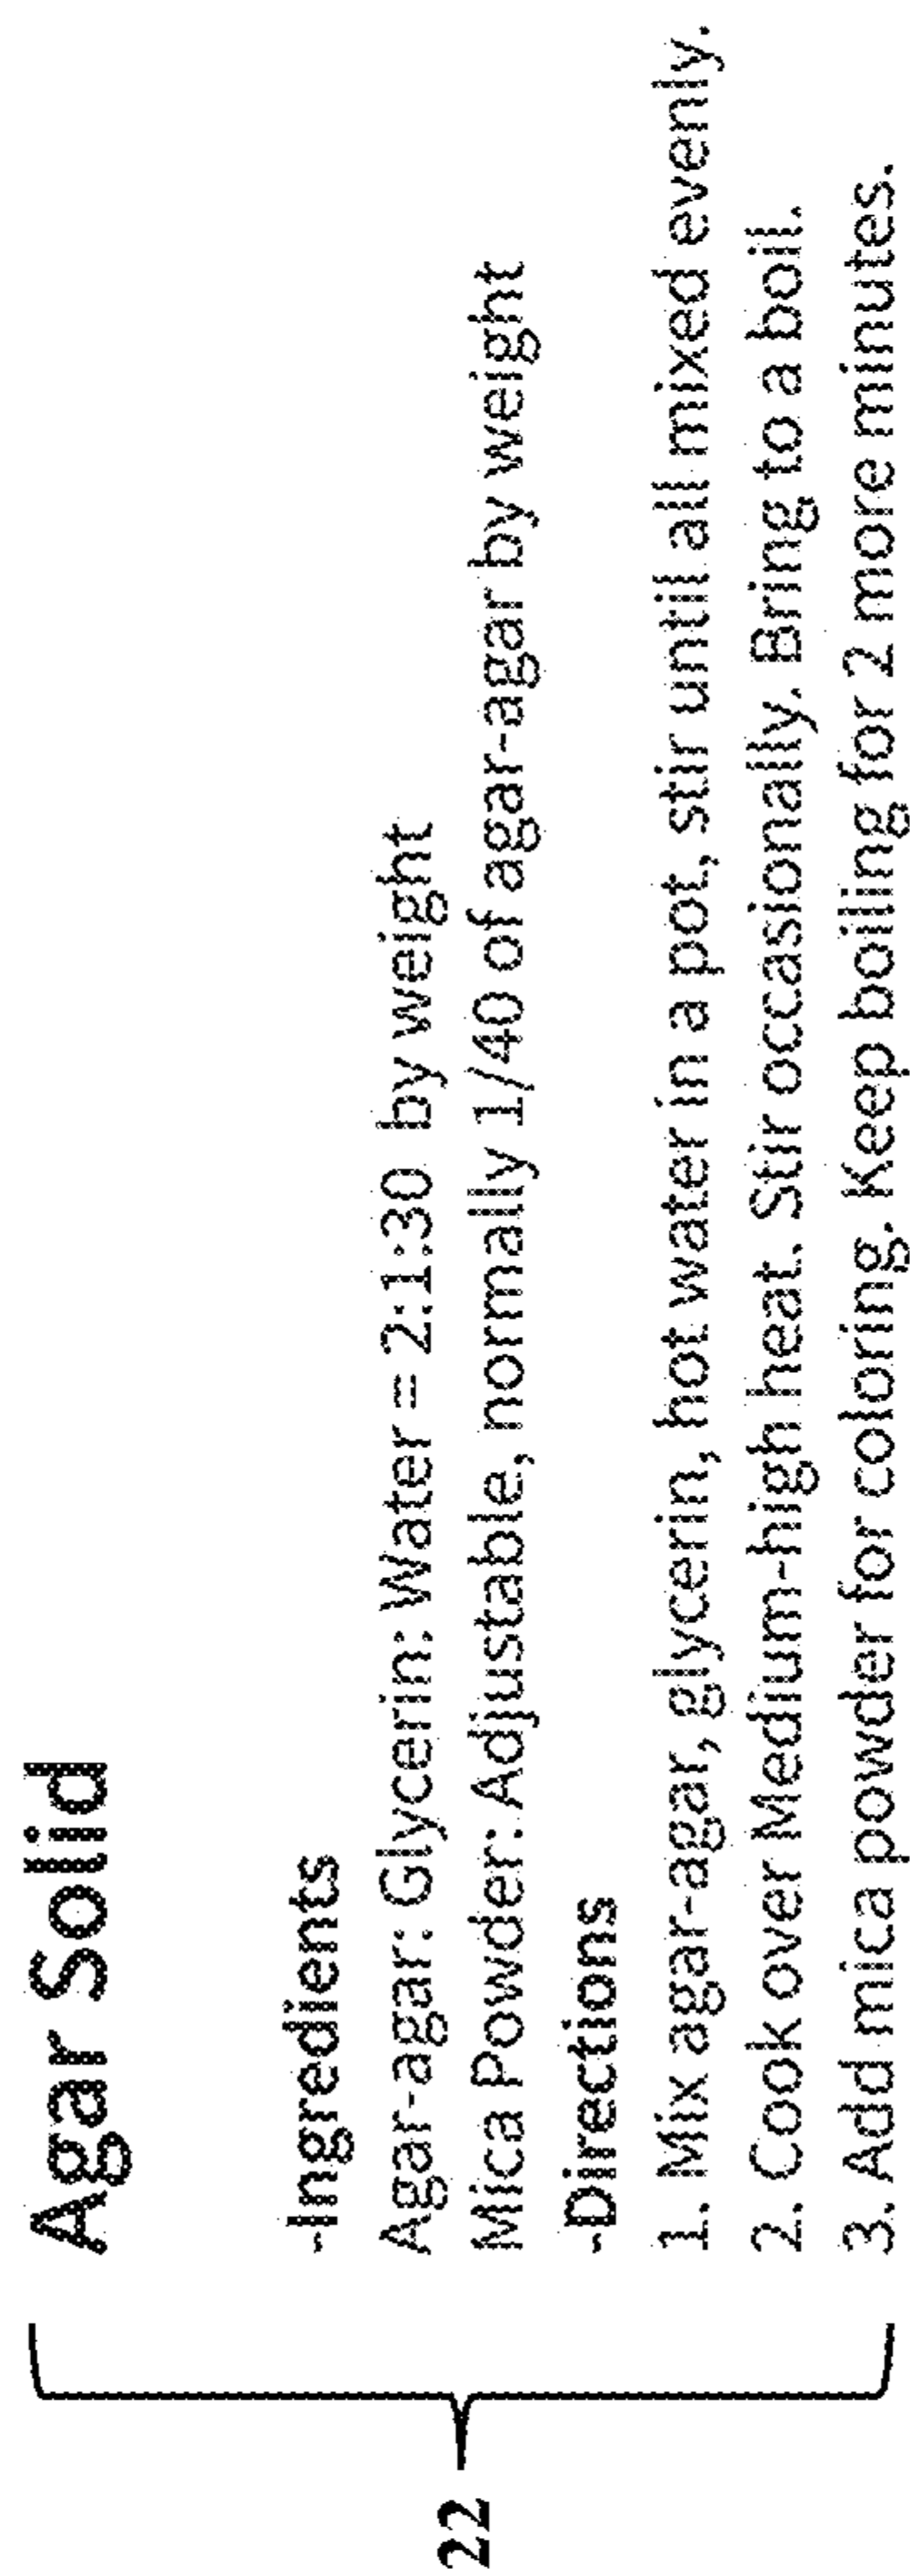 Agar Solid
-Ingredients
Agar-agar: Glycerin: Water = 2:1:30 by weight
Mica Powder: Adjustable, normally 1/40 of agar-agar by weight
-Directions
1. Mix agar-agar, glycerin, hot water in a pot, stir until all mixed evenly.
2. Cook over Medium-high heat. Stir occasionally. Bring to a boil.
3. Add mica powder for coloring. Keep boiling for 2 more minutes.
22